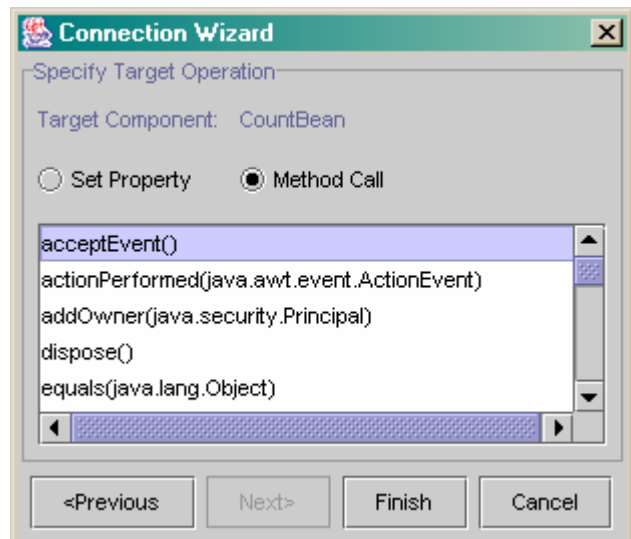 Connection Wizard
Specify Target Operation
Target Component: CountBean
Set Property Method Call
acceptEvent()
actionPerformed(java.awt.event.ActionEvent)
addOwner(java.security.Principal)
dispose()
equals(java.lang.Object)
<Previous Next> Finish Cancel